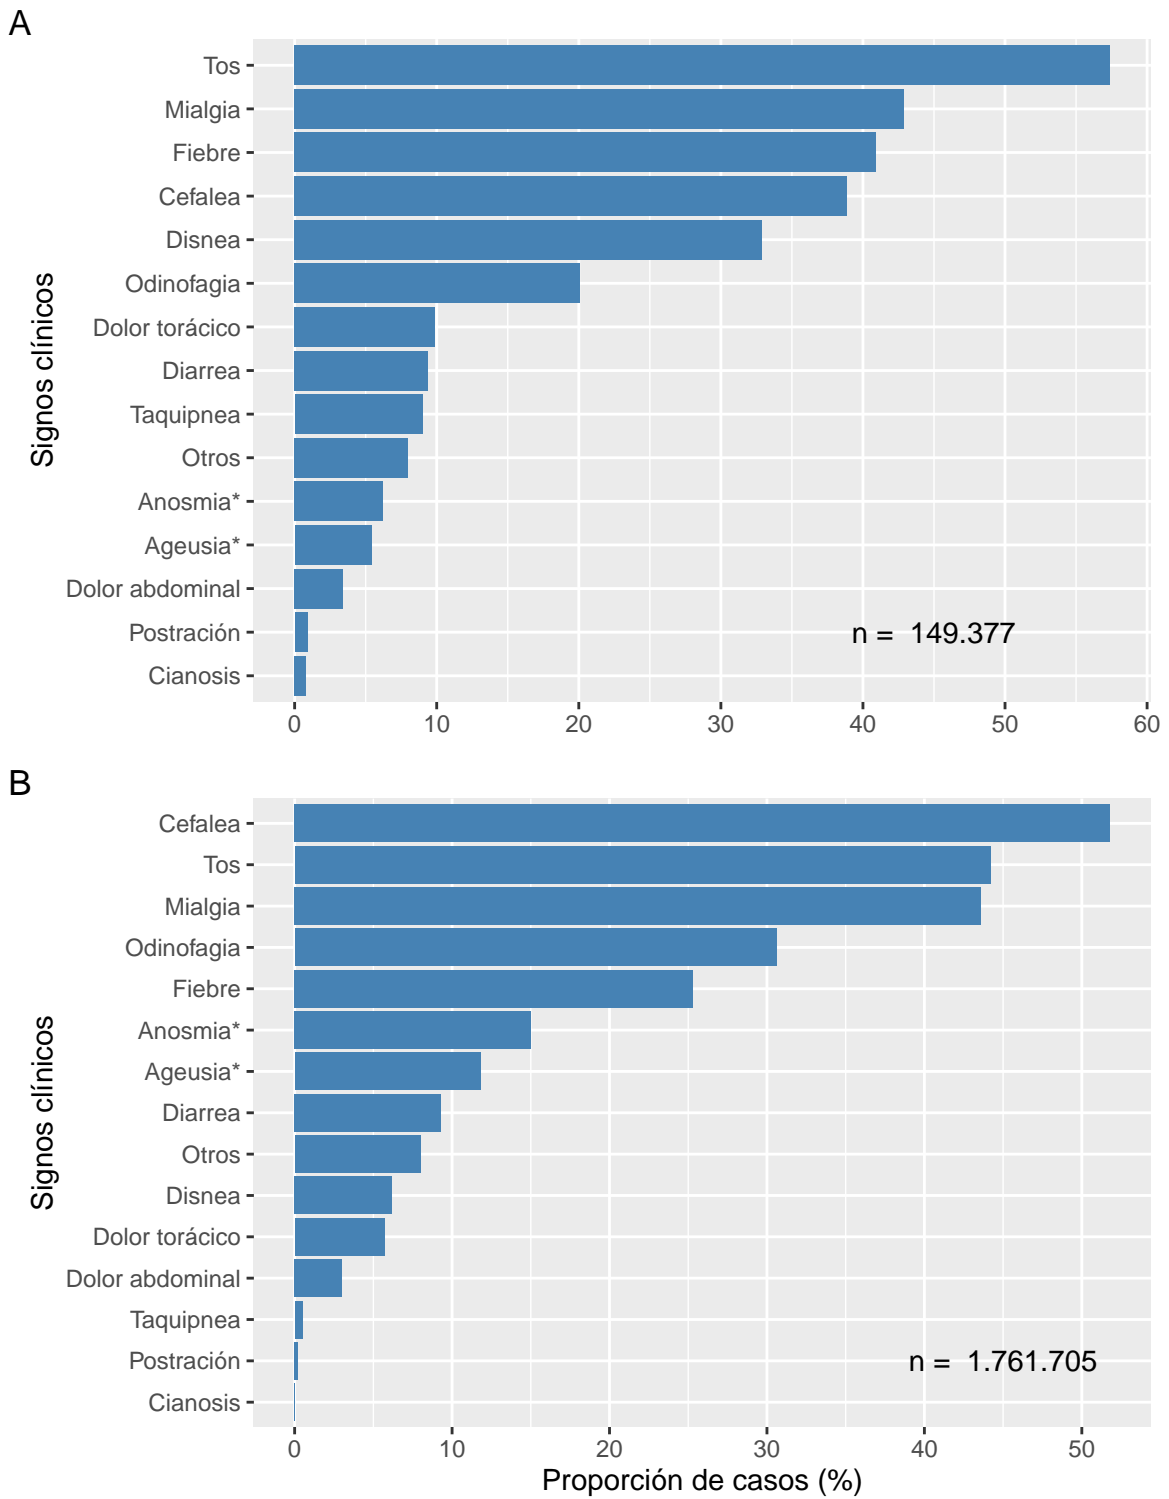 A
Signos clínicos
Tos
Mialgia
Fiebre
Cefalea
Disnea
Odinofagia
Dolor torácico
Diarrea
Taquipnea
Otros
Anosmia*
Ageusia*
Dolor abdominal
Postración
Cianosis
n = 149.377
0 10 20 30 40 50 60
B
Signos clínicos
Cefalea
Tos
Mialgia
Odinofagia
Fiebre
Anosmia*
Ageusia*
Diarrea
Otros
Disnea
Dolor torácico
Dolor abdominal
Taquipnea
Postración
Cianosis
n = 1.761.705
0 10 20 30 40 50
Proporción de casos (%)